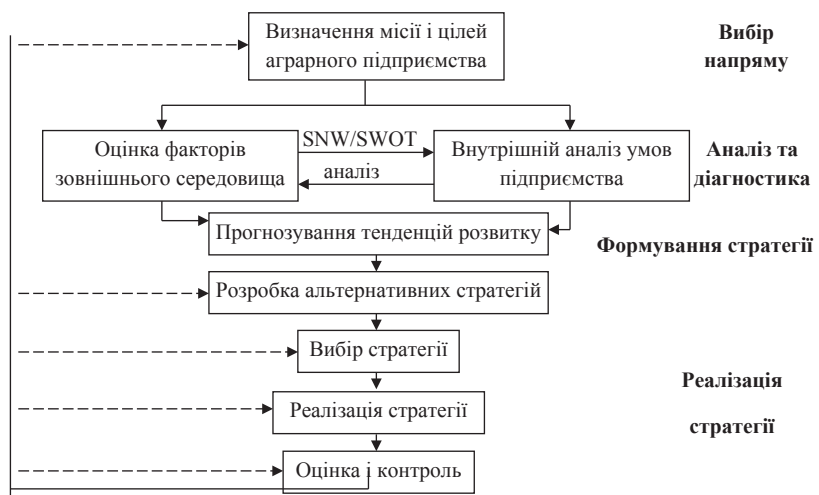 Визначення місії і цілей
аграрного підприємства
Вибір
напряму
Оцінка факторів
зовнішнього середовища
SNW/SWOT
аналіз
Внутрішній аналіз умов
підприємства
Аналіз та
діагностика
Прогнозування тенденцій розвитку
Формування стратегії
Розробка альтернативних стратегій
Вибір стратегії
Реалізація
стратегії
Реалізація стратегії
Оцінка і контроль